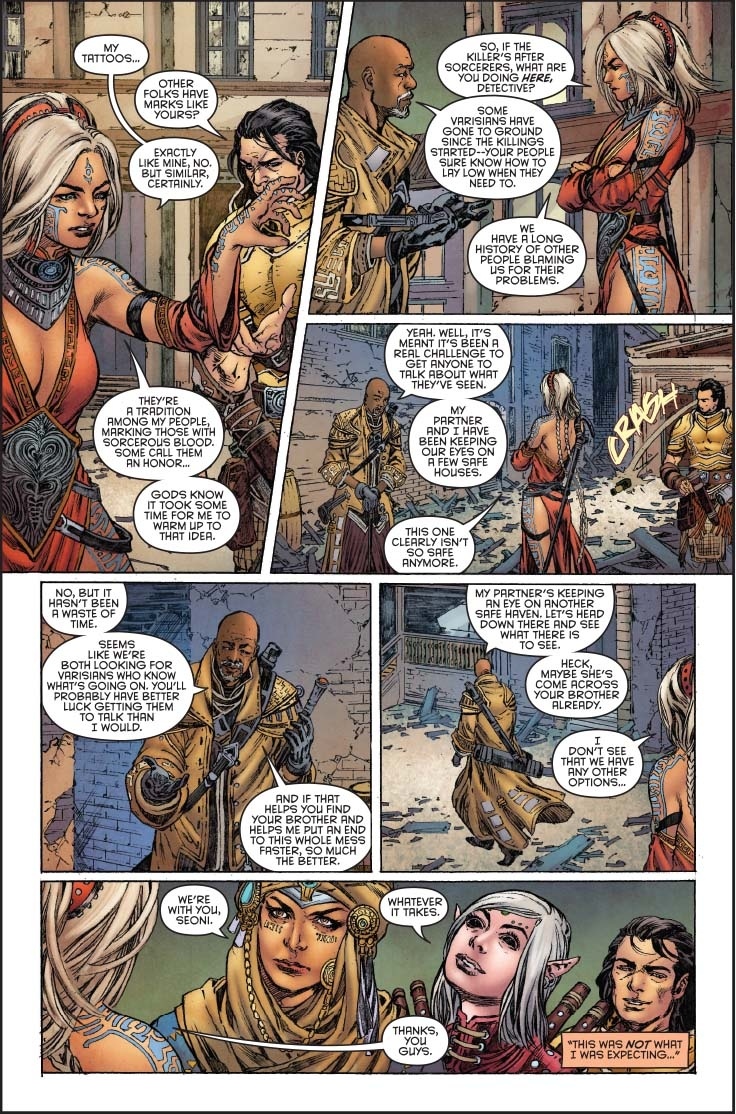 MY
TATTOOS...
OTHER
FOLKS HAVE
MARKS LIKE
YOURS?
EXACTLY
LIKE MINE, NO.
BUT SIMILAR,
CERTAINLY.
THEY'RE
A TRADITION
AMONG MY PEOPLE,
MARKING THOSE WITH
SORCEROUS BLOOD.
SOME CALL THEM
AN HONOR...
GODS KNOW
IT TOOK SOME
TIME FOR ME TO
WARM UP TO
THAT IDEA.
SO, IF THE
KILLER'S AFTER
SORCERERS, WHAT ARE
YOU DOING HERE,
DETECTIVE?
SOME
VARISIANS HAVE
GONE TO GROUND
SINCE THE KILLINGS
STARTED--YOUR PEOPLE
SURE KNOW HOW TO
LAY LOW WHEN THEY
NEED TO.
WE
HAVE A LONG
HISTORY OF OTHER
PEOPLE BLAMING
US FOR THEIR
PROBLEMS.
YEAH. WELL, IT'S
MEANT IT'S BEEN A
REAL CHALLENGE TO
GET ANYONE TO
TALK ABOUT WHAT
THEY'VE SEEN.
MY
PARTNER
AND I HAVE
BEEN KEEPING
OUR EYES ON
A FEW SAFE
HOUSES.
THIS ONE
CLEARLY ISN'T
SO SAFE
ANYMORE.
CRASH
NO, BUT IT
HASN'T BEEN
A WASTE OF
TIME.
SEEMS
LIKE WE'RE
BOTH LOOKING FOR
VARISIANS WHO KNOW
WHAT'S GOING ON. YOU'LL
PROBABLY HAVE BETTER
LUCK GETTING THEM
TO TALK THAN
I WOULD.
AND IF THAT
HELPS YOU FIND
YOUR BROTHER AND
HELPS ME PUT AN END
TO THIS WHOLE MESS
FASTER, SO MUCH
THE BETTER.
MY PARTNER'S KEEPING
AN EYE ON ANOTHER
SAFE HAVEN. LET'S HEAD
DOWN THERE AND SEE
WHAT THERE IS
TO SEE.
HECK,
MAYBE SHE'S
COME ACROSS
YOUR BROTHER
ALREADY.
I
DON'T SEE
THAT WE HAVE
ANY OTHER
OPTIONS...
WE'RE
WITH YOU,
SEONI.
WHATEVER
IT TAKES.
THANKS,
YOU
GUYS.
"THIS WAS NOT WHAT
I WAS EXPECTING..."